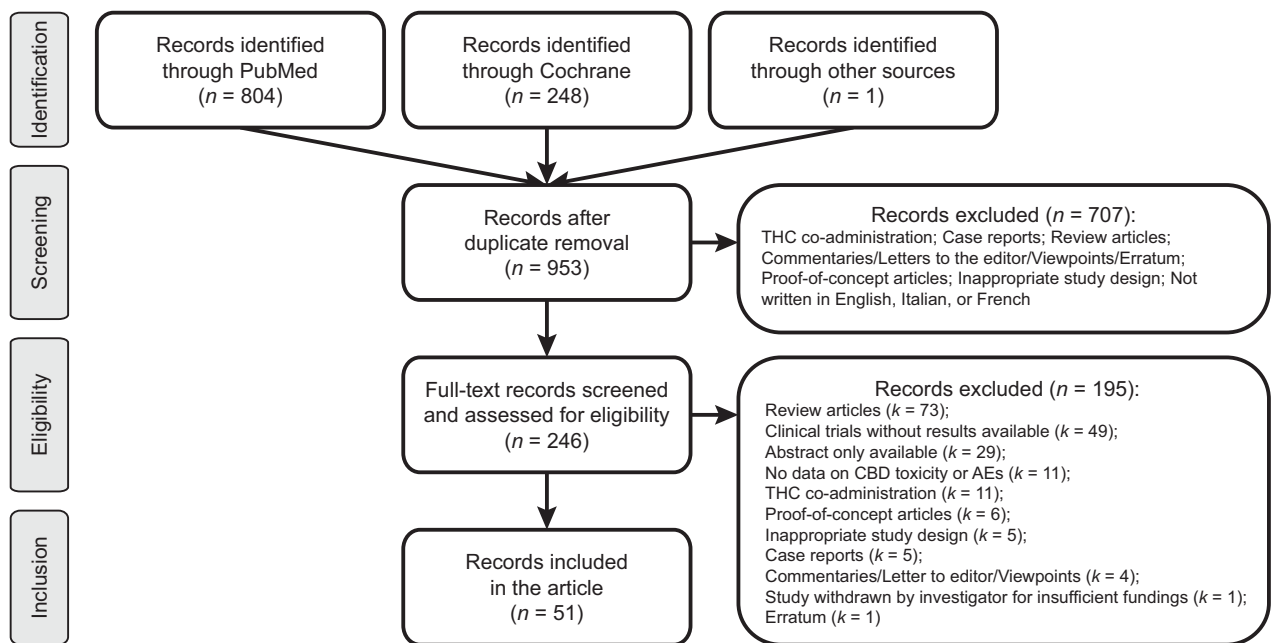 Identification
Records identified
through PubMed
(n = 804)
Records identified
through Cochrane
(n = 248)
Records identified
through other sources
(n = 1)
Screening
Records after
duplicate removal
(n = 953)
Records excluded (n = 707):
THC co-administration; Case reports; Review articles;
Commentaries/Letters to the editor/Viewpoints/Erratum;
Proof-of-concept articles; Inappropriate study design; Not
written in English, Italian, or French
Eligibility
Full-text records screened
and assessed for eligibility
(n = 246)
Records excluded (n = 195):
Review articles (k = 73);
Clinical trials without results available (k = 49);
Abstract only available (k = 29);
No data on CBD toxicity or AEs (k = 11);
THC co-administration (k = 11);
Proof-of-concept articles (k = 6);
Inappropriate study design (k = 5);
Case reports (k = 5);
Commentaries/Letter to editor/Viewpoints (k = 4);
Study withdrawn by investigator for insufficient fundings (k = 1);
Erratum (k = 1)
Inclusion
Records included
in the article
(n = 51)